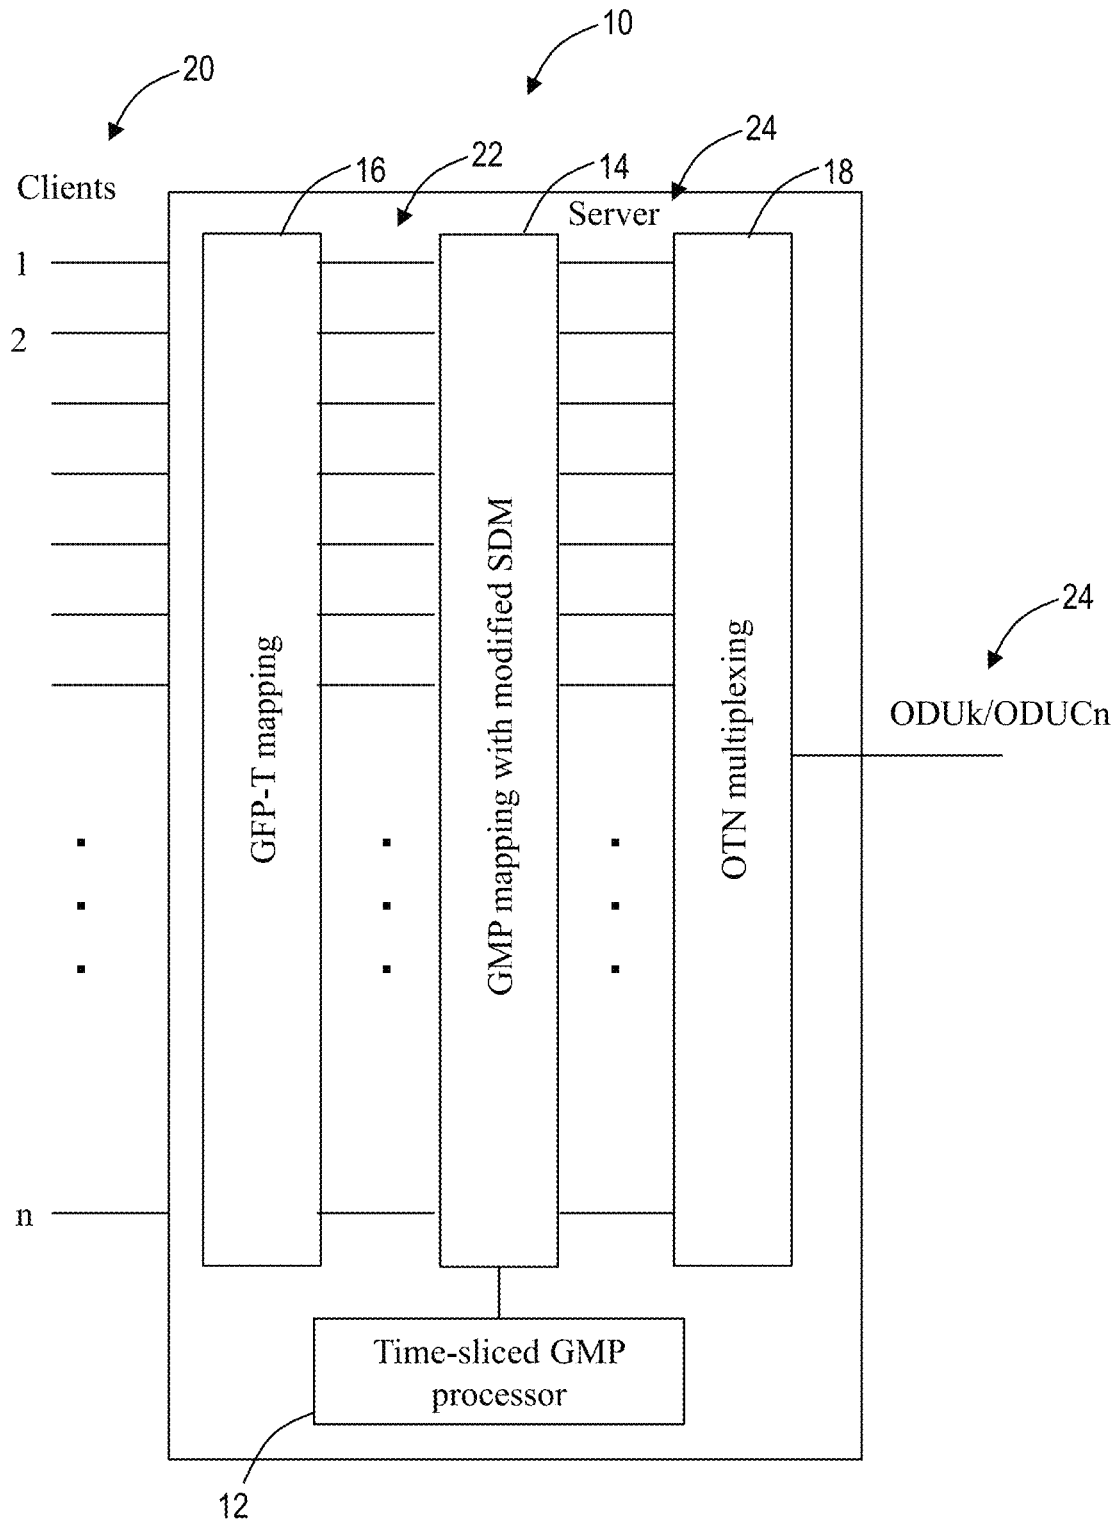 10
20
24
Clients
16
22
14
18
Server
1
2
GFP-T mapping
GMP mapping with modified SDM
OTN multiplexing
24
ODUk/ODUCn
n
Time-sliced GMP
processor
12